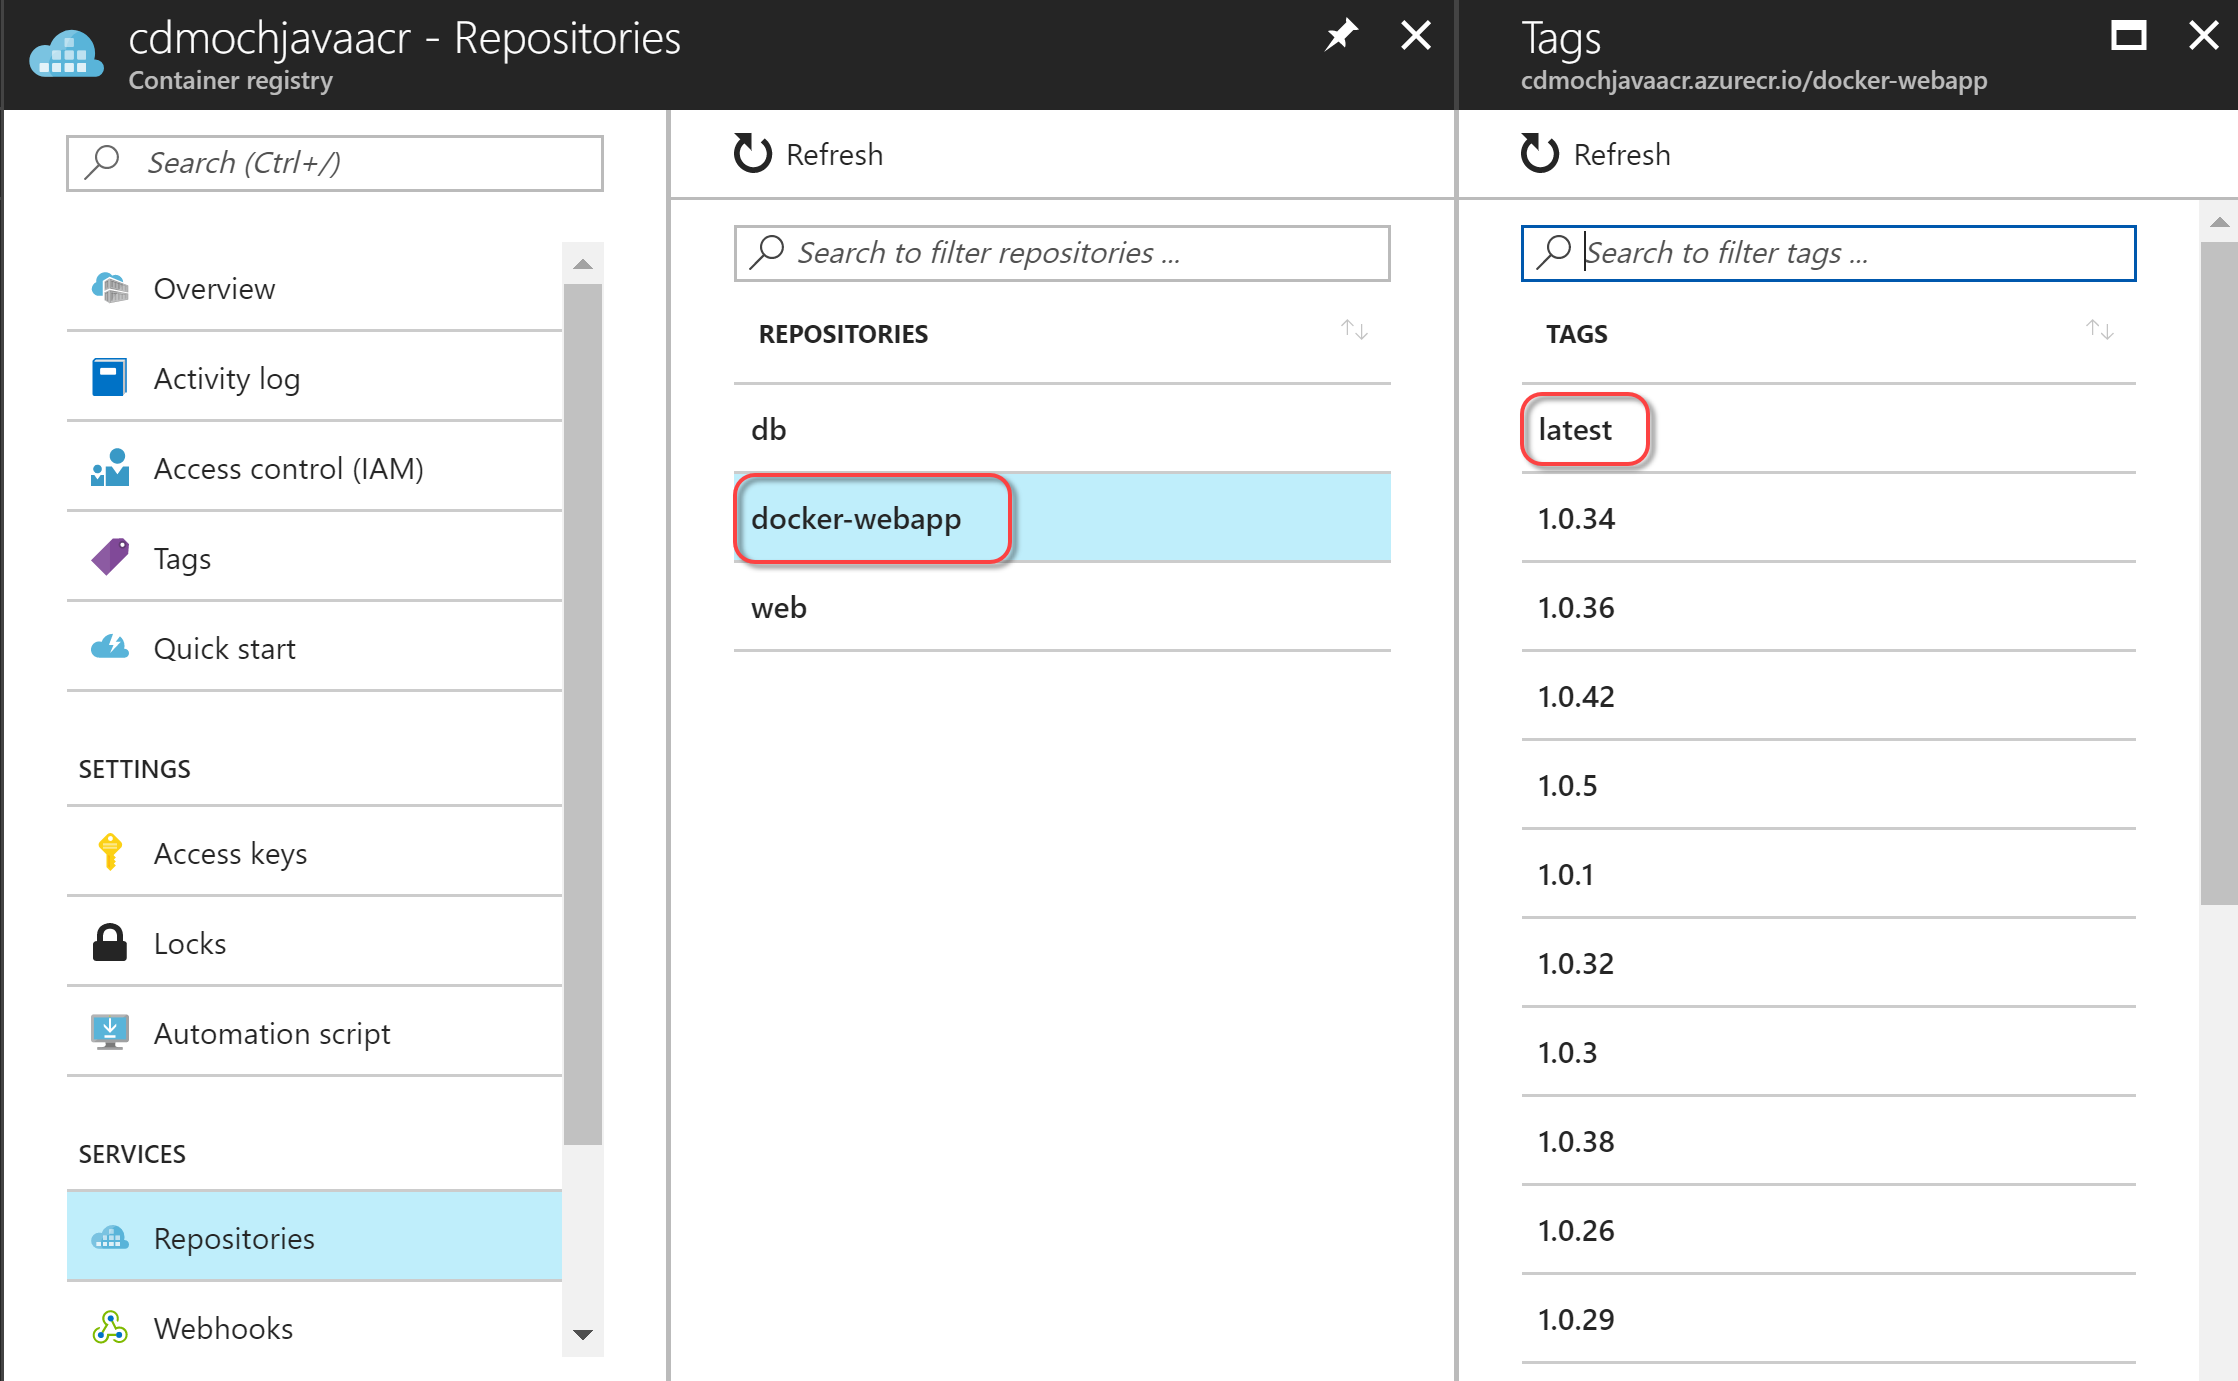 cdmochjavaacr - Repositories
Container registry
Search (Ctrl+/)
Overview
Activity log
Access control (IAM)
Tags
Quick start
SETTINGS
Access keys
Locks
Automation script
SERVICES
Repositories
Webhooks
Refresh
Search to filter repositories ...
REPOSITORIES
db
docker-webapp
web
Tags
cdmochjavaacr.azurecr.io/docker-webapp
Refresh
Search to filter tags ...
TAGS
latest
1.0.34
1.0.36
1.0.42
1.0.5
1.0.1
1.0.32
1.0.3
1.0.38
1.0.26
1.0.29